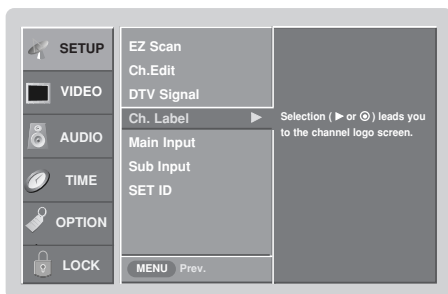 SETUP
VIDEO
AUDIO
TIME
OPTION
LOCK
EZ Scan
Ch.Edit
DTV Signal
Ch. Label ►
Main Input
Sub Input
SET ID
MENU Prev.
Selection ( ► or ⊙ ) leads you
to the channel logo screen.